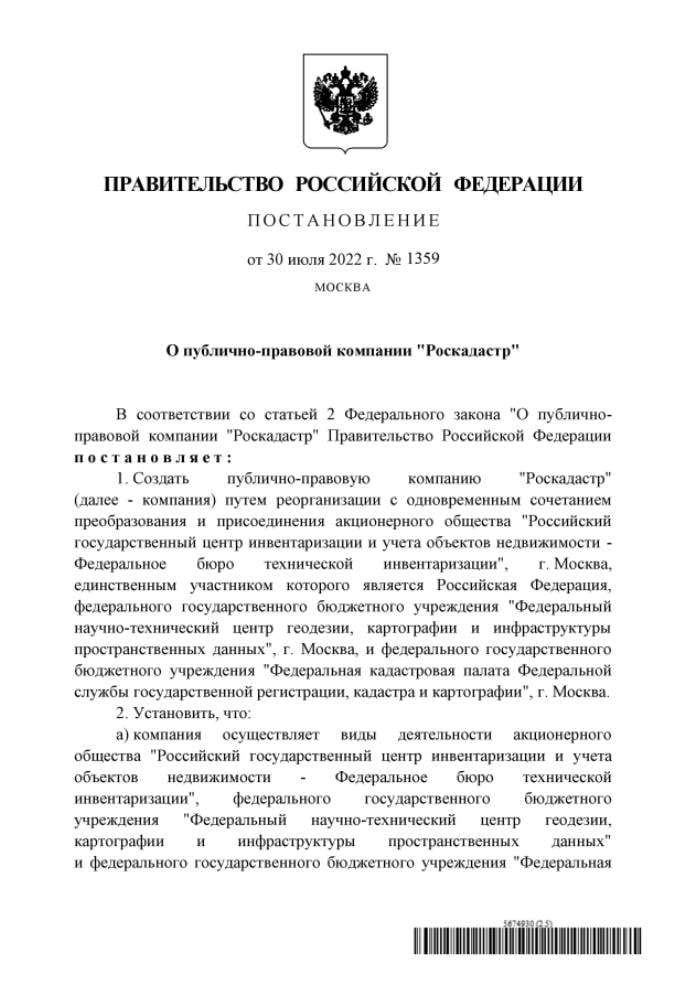 ПРАВИТЕЛЬСТВО РОССИЙСКОЙ ФЕДЕРАЦИИ
ПОСТАНОВЛЕНИЕ
от 30 июля 2022 г. № 1359
МОСКВА
О публично-правовой компании "Роскадастр"
В соответствии со статьей 2 Федерального закона "О публично-
правовой компании "Роскадастр" Правительство Российской Федерации
постановляет:
1. Создать публично-правовую компанию "Роскадастр"
(далее - компания) путем реорганизации с одновременным сочетанием
преобразования и присоединения акционерного общества "Российский
государственный центр инвентаризации и учета объектов недвижимости -
Федеральное бюро технической инвентаризации", г. Москва,
единственным участником которого является Российская Федерация,
федерального государственного бюджетного учреждения "Федеральный
научно-технический центр геодезии, картографии и инфраструктуры
пространственных данных", г. Москва, и федерального государственного
бюджетного учреждения "Федеральная кадастровая палата Федеральной
службы государственной регистрации, кадастра и картографии", г. Москва.
2. Установить, что:
а) компания осуществляет виды деятельности акционерного
общества "Российский государственный центр инвентаризации и учета
объектов недвижимости - Федеральное бюро технической
инвентаризации", федерального государственного бюджетного
учреждения "Федеральный научно-технический центр геодезии,
картографии и инфраструктуры пространственных данных"
и федерального государственного бюджетного учреждения "Федеральная
5674930 (2.5)